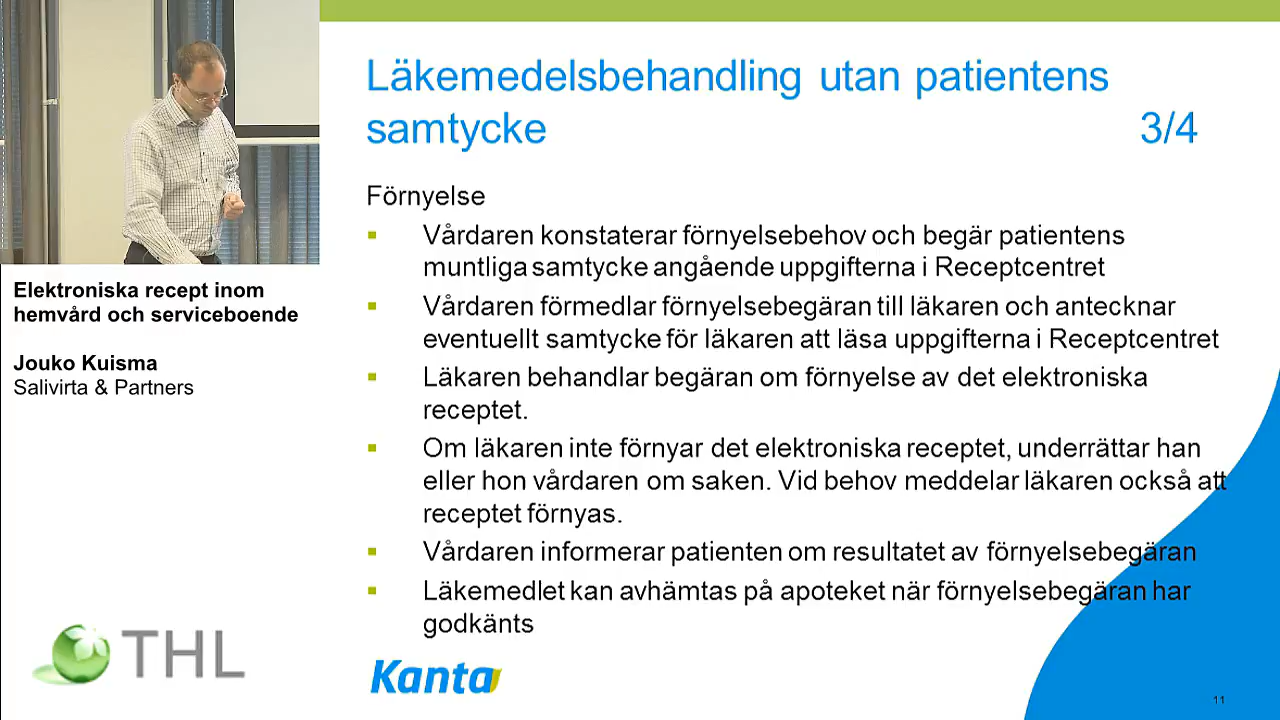 Läkemedelsbehandling utan patientens
samtycke 3/4
Förnyelse
Vårdaren konstaterar förnyelsebehov och begär patientens
muntliga samtycke angående uppgifterna i Receptcentret
Vårdaren förmedlar förnyelsebegäran till läkaren och antecknar
eventuellt samtycke för läkaren att läsa uppgifterna i Receptcentret
Läkaren behandlar begäran om förnyelse av det elektroniska
receptet.
Om läkaren inte förnyar det elektroniska receptet, underrättar han
eller hon vårdaren om saken. Vid behov meddelar läkaren också att
receptet förnyas.
Vårdaren informerar patienten om resultatet av förnyelsebegäran
Läkemedlet kan avhämtas på apoteket när förnyelsebegäran har
godkänts
Elektroniska recept inom
hemvård och serviceboende
Jouko Kuisma
Salivirta & Partners
THL
Kanta
11